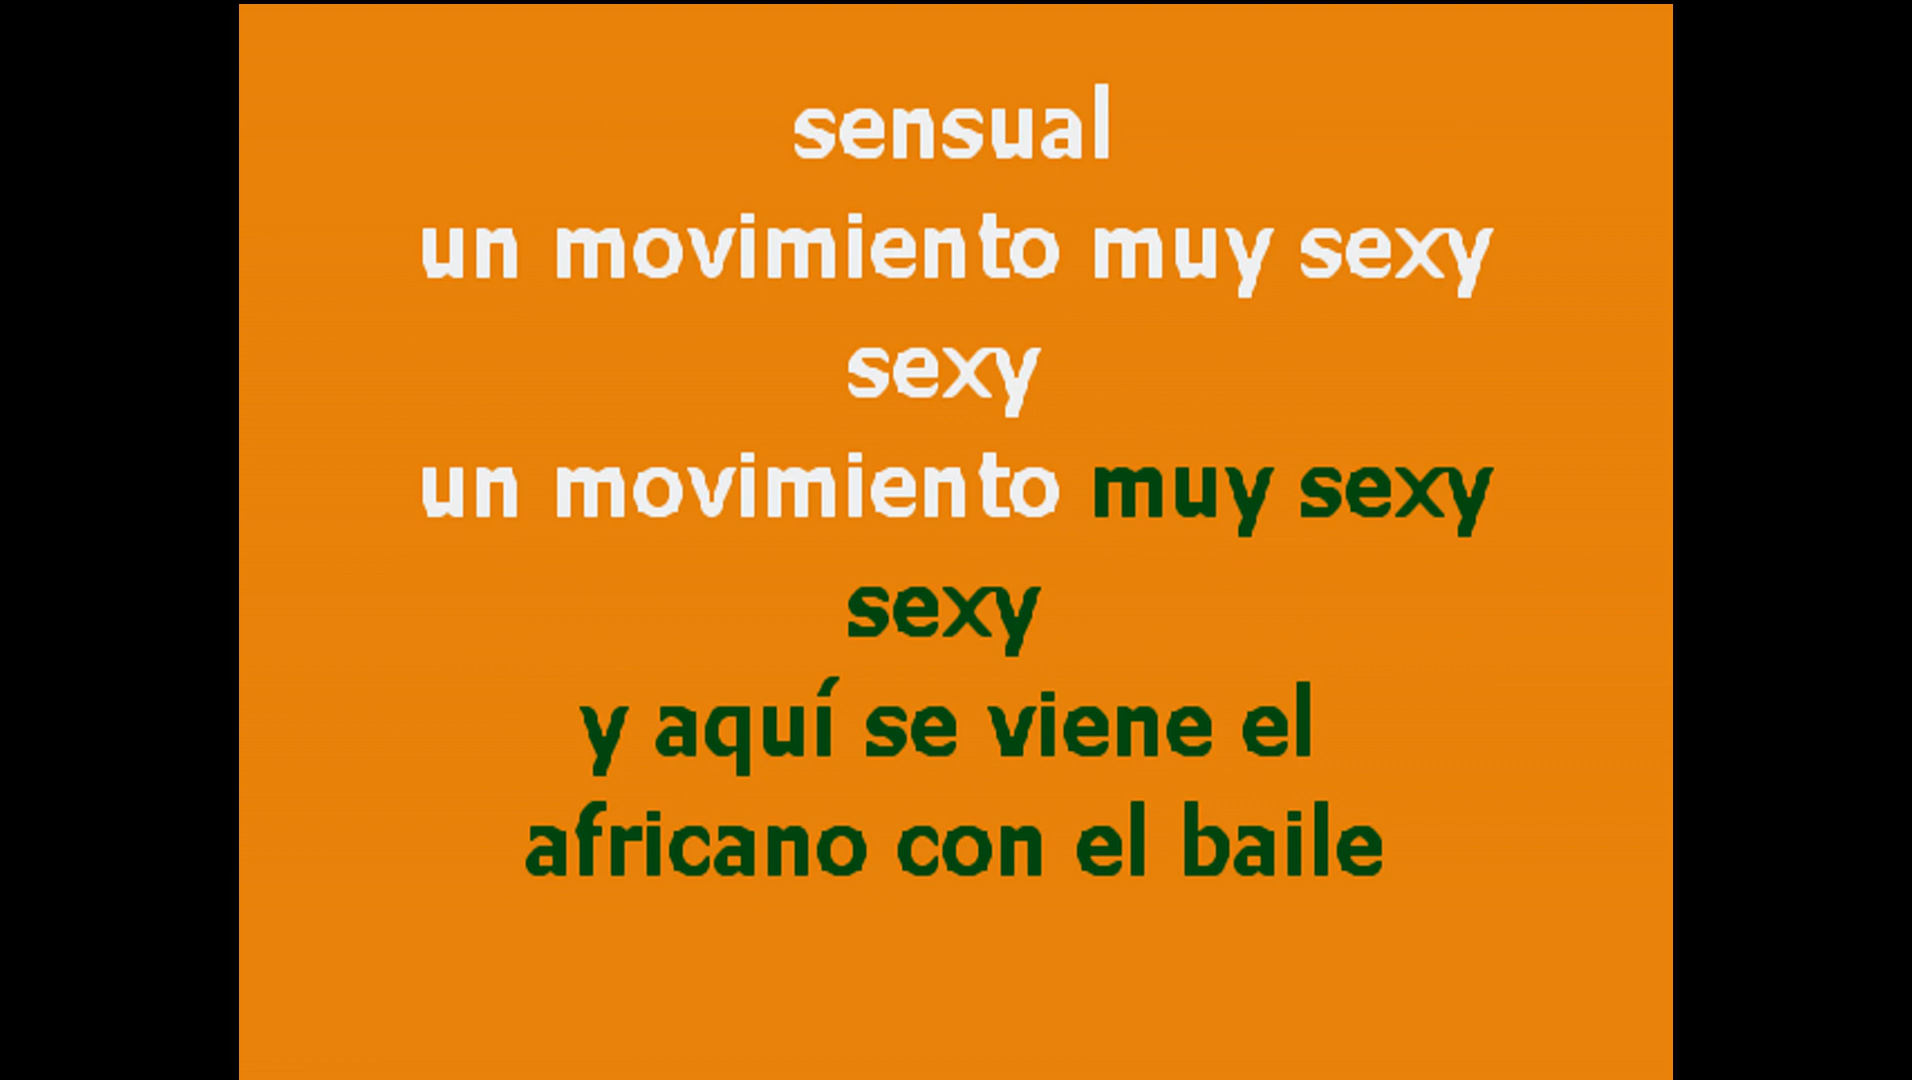 sensual
un movimiento muy sexy
sexy
un movimiento muy sexy
sexy
y aquí se viene el
africano con el baile